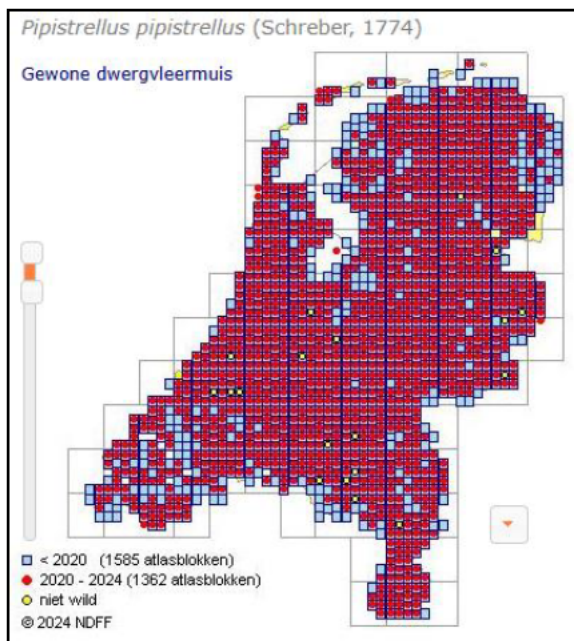 Pipistrellus pipistrellus (Schreber, 1774)
Gewone dwergvleermuis
< 2020 (1585 atlasblokken)
2020 - 2024 (1362 atlasblokken)
niet wild
© 2024 NDFF